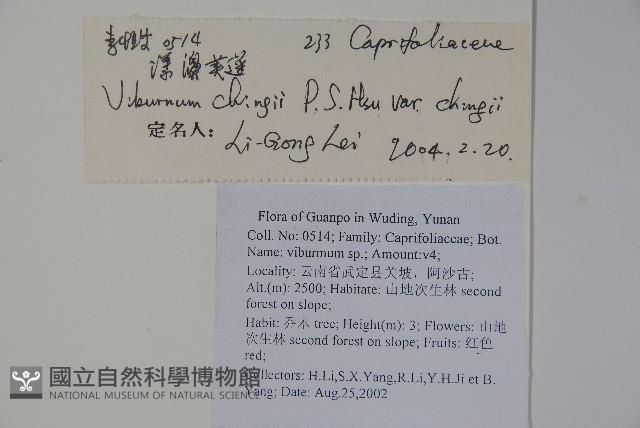 0514 233 Caprifoliaceae
漾濞荚蒾
Viburnum chingii P.S.Hsu var. chingii
定名人: Li-Gong Lei 2004.2.20.
Flora of Guanpo in Wuding, Yunan
Coll. No: 0514; Family: Caprifoliaceae; Bot.
Name: viburnum sp.; Amount:v4;
Locality: 云南省武定县关坡，阿沙古;
Alt.(m): 2500; Habitate: 山地次生林 second
forest on slope;
Habit: 乔木 tree; Height(m): 3; Flowers: 山地
次生林 second forest on slope; Fruits: 红色
red;
Collectors: H.Li,S.X.Yang,R.Li,Y.H.Ji et B.
Yang; Date: Aug.25,2002
國立自然科學博物館
NATIONAL MUSEUM OF NATURAL SCIENCE